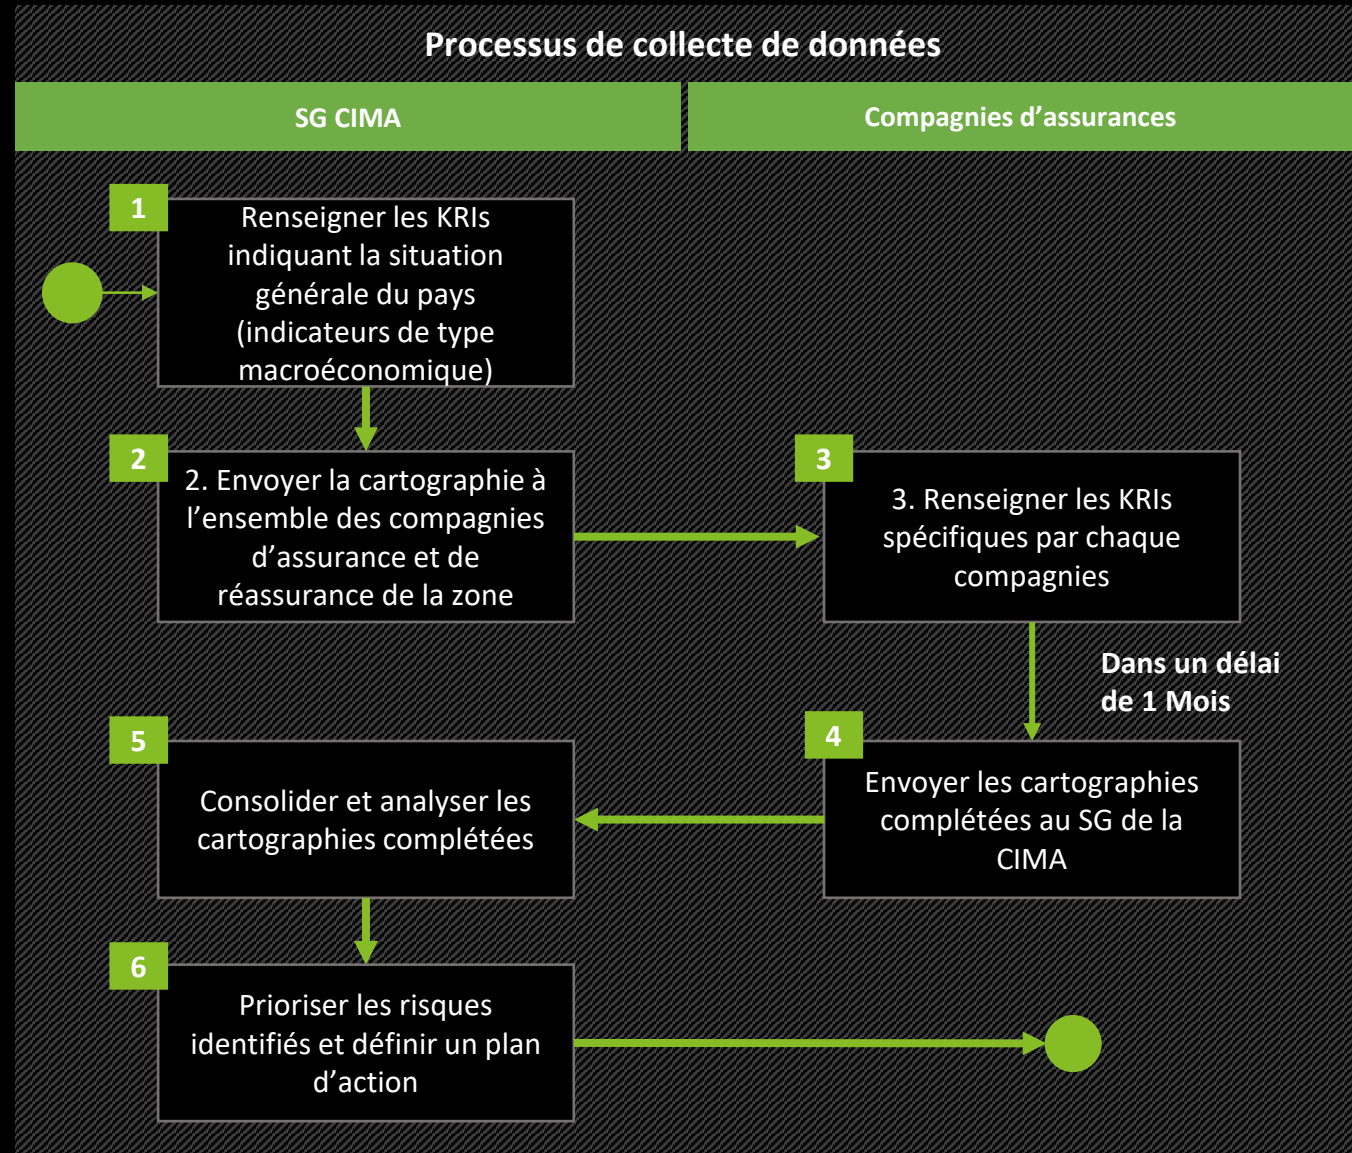 Processus de collecte de données
SG CIMA
Compagnies d’assurances
1
Renseigner les KRIs
indiquant la situation
générale du pays
(indicateurs de type
macroéconomique)
2
2. Envoyer la cartographie à
l’ensemble des compagnies
d’assurance et de
réassurance de la zone
3
3. Renseigner les KRIs
spécifiques par chaque
compagnies
Dans un délai
de 1 Mois
4
Envoyer les cartographies
complétées au SG de la
CIMA
5
Consolider et analyser les
cartographies complétées
6
Prioriser les risques
identifiés et définir un plan
d’action